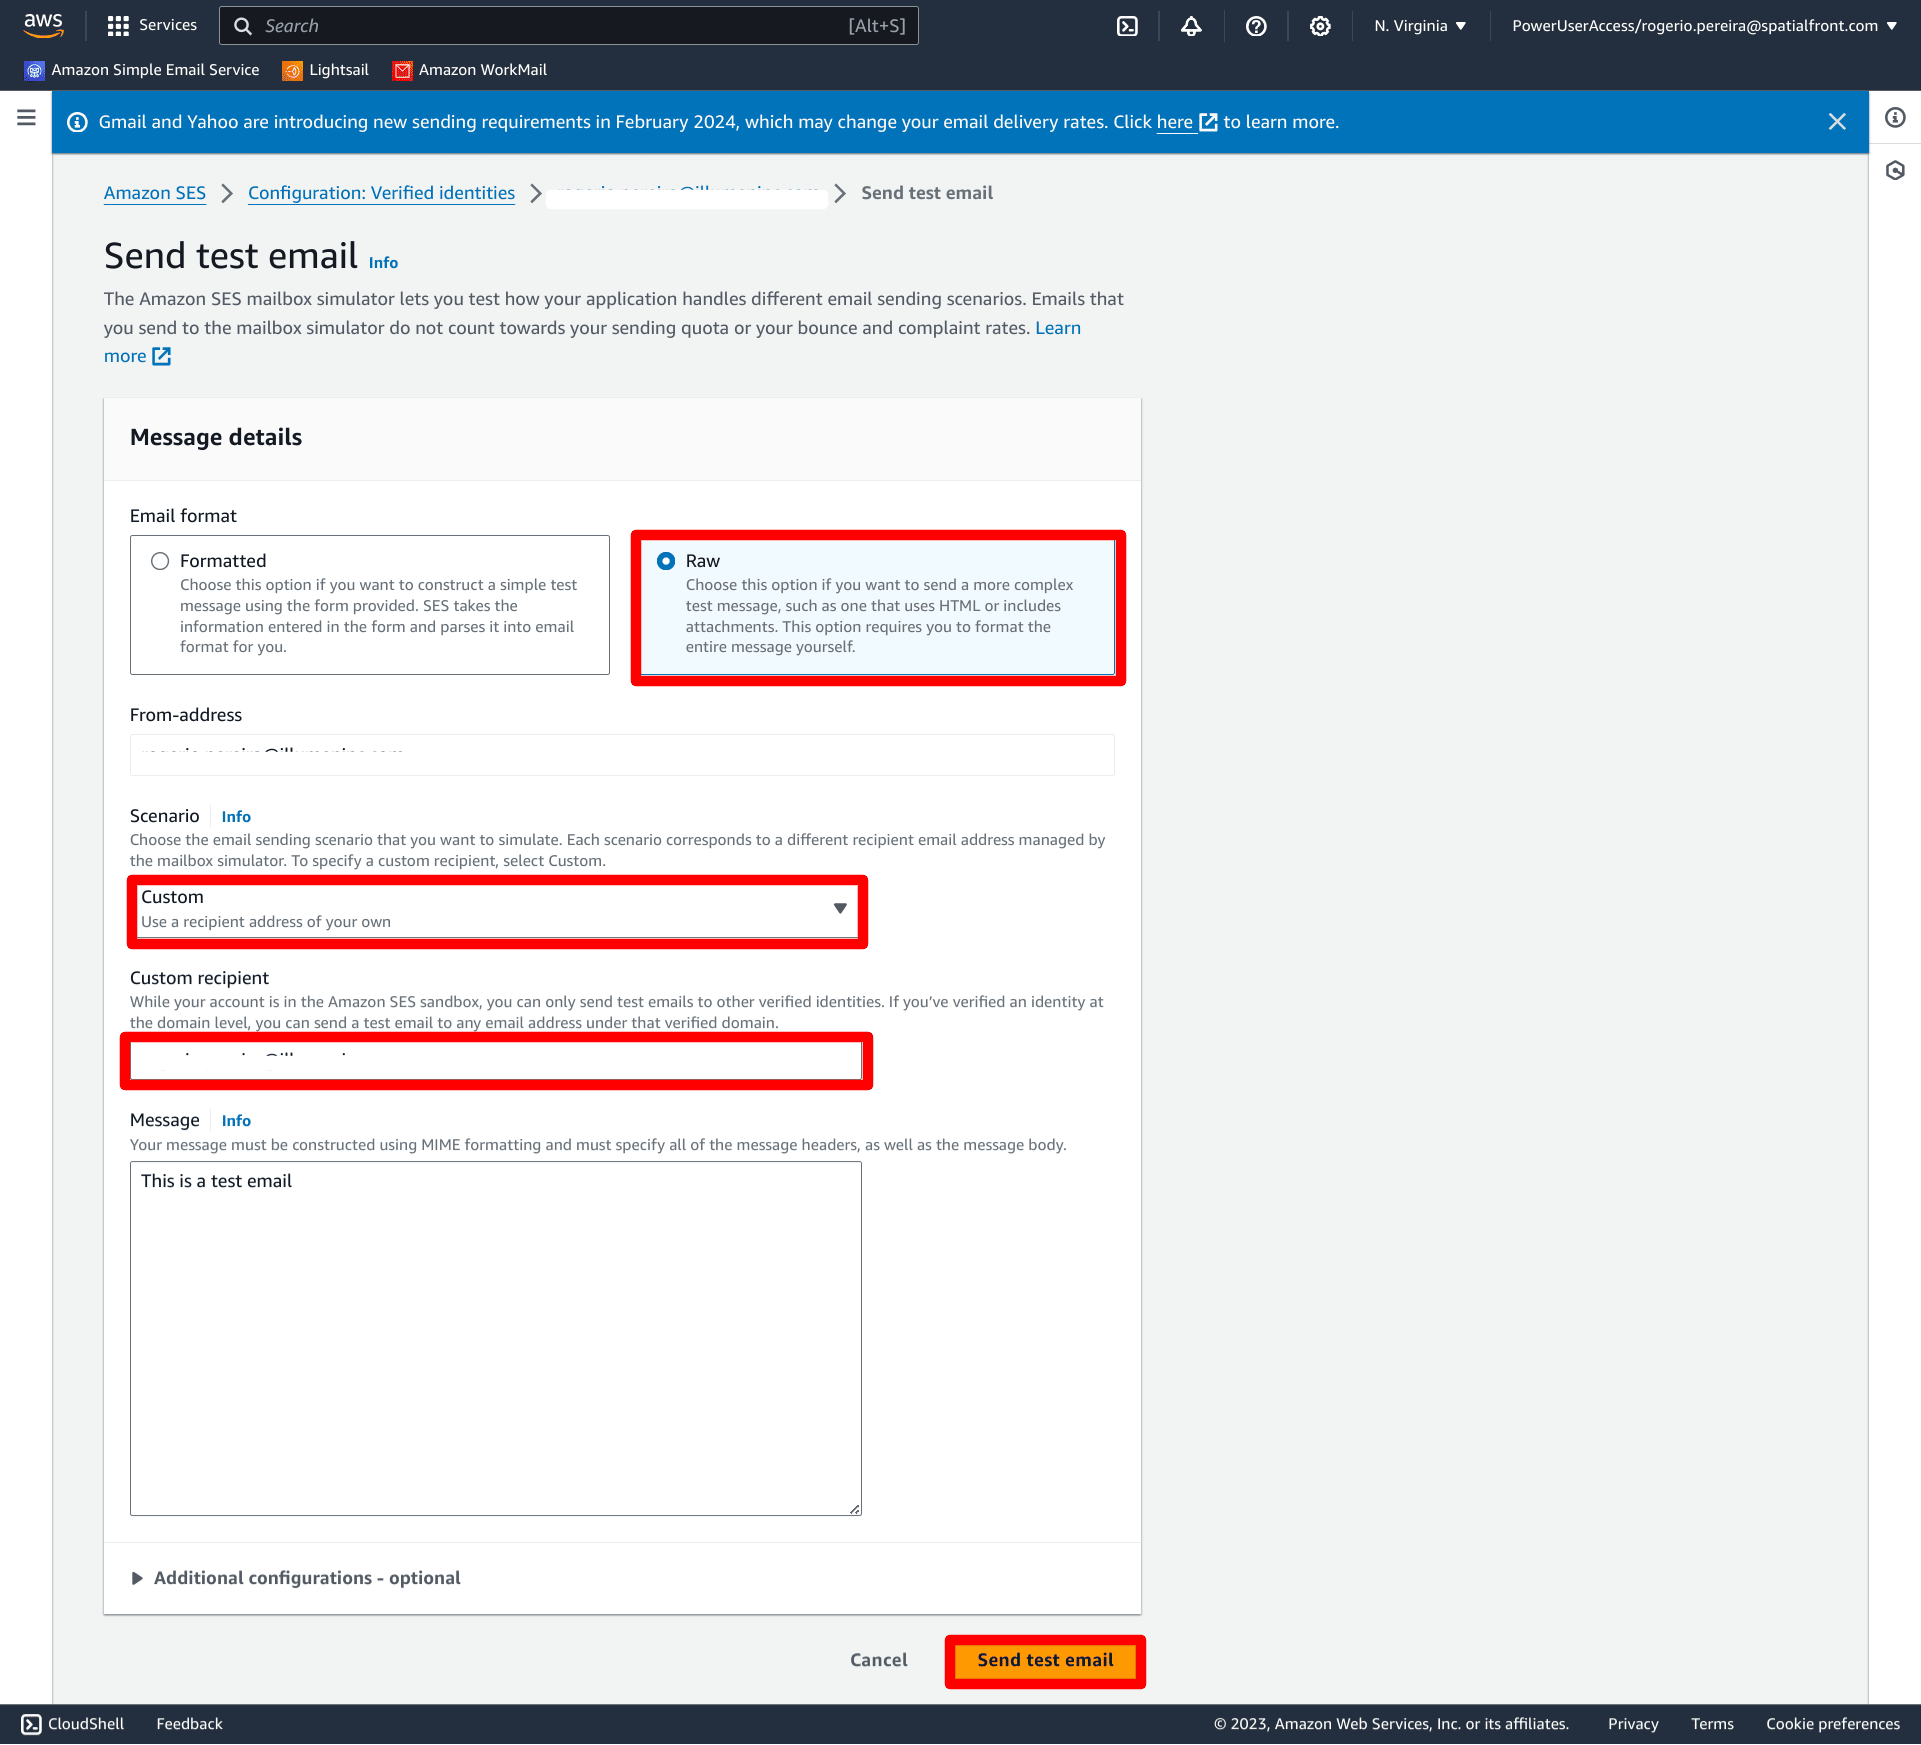 aws
Services
Search
[Alt+S]
N. Virginia
PowerUserAccess/rogerio.pereira@spatialfront.com
Amazon Simple Email Service
Lightsail
Amazon WorkMail
Gmail and Yahoo are introducing new sending requirements in February 2024, which may change your email delivery rates. Click here to learn more.
Amazon SES
Configuration: Verified identities
Send test email
Send test email Info
The Amazon SES mailbox simulator lets you test how your application handles different email sending scenarios. Emails that
you send to the mailbox simulator do not count towards your sending quota or your bounce and complaint rates. Learn
more
Message details
Email format
Formatted
Choose this option if you want to construct a simple test
message using the form provided. SES takes the
information entered in the form and parses it into email
format for you.
Raw
Choose this option if you want to send a more complex
test message, such as one that uses HTML or includes
attachments. This option requires you to format the
entire message yourself.
From-address
Scenario Info
Choose the email sending scenario that you want to simulate. Each scenario corresponds to a different recipient email address managed by
the mailbox simulator. To specify a custom recipient, select Custom.
Custom
Use a recipient address of your own
Custom recipient
While your account is in the Amazon SES sandbox, you can only send test emails to other verified identities. If you’ve verified an identity at
the domain level, you can send a test email to any email address under that verified domain.
Message Info
Your message must be constructed using MIME formatting and must specify all of the message headers, as well as the message body.
This is a test email
Additional configurations - optional
Cancel
Send test email
CloudShell
Feedback
© 2023, Amazon Web Services, Inc. or its affiliates.
Privacy
Terms
Cookie preferences